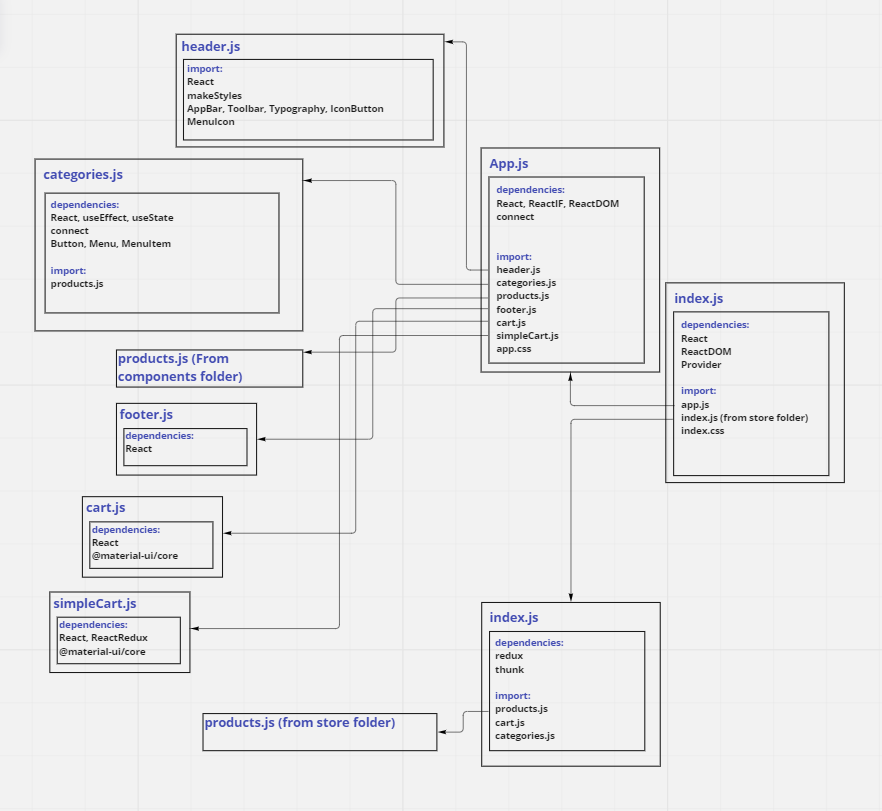 header.js
import:
React
makeStyles
AppBar, Toolbar, Typography, IconButton
MenuIcon
categories.js
dependencies:
React, useEffect, useState
connect
Button, Menu, MenuItem
import:
products.js
products.js (From
components folder)
footer.js
dependencies:
React
cart.js
dependencies:
React
@material-ui/core
simpleCart.js
dependencies:
React, ReactRedux
@material-ui/core
App.js
dependencies:
React, ReactIF, ReactDOM
connect
import:
header.js
categories.js
products.js
footer.js
cart.js
simpleCart.js
app.css
index.js
dependencies:
React
ReactDOM
Provider
import:
app.js
index.js (from store folder)
index.css
index.js
dependencies:
redux
thunk
import:
products.js
cart.js
categories.js
products.js (from store folder)